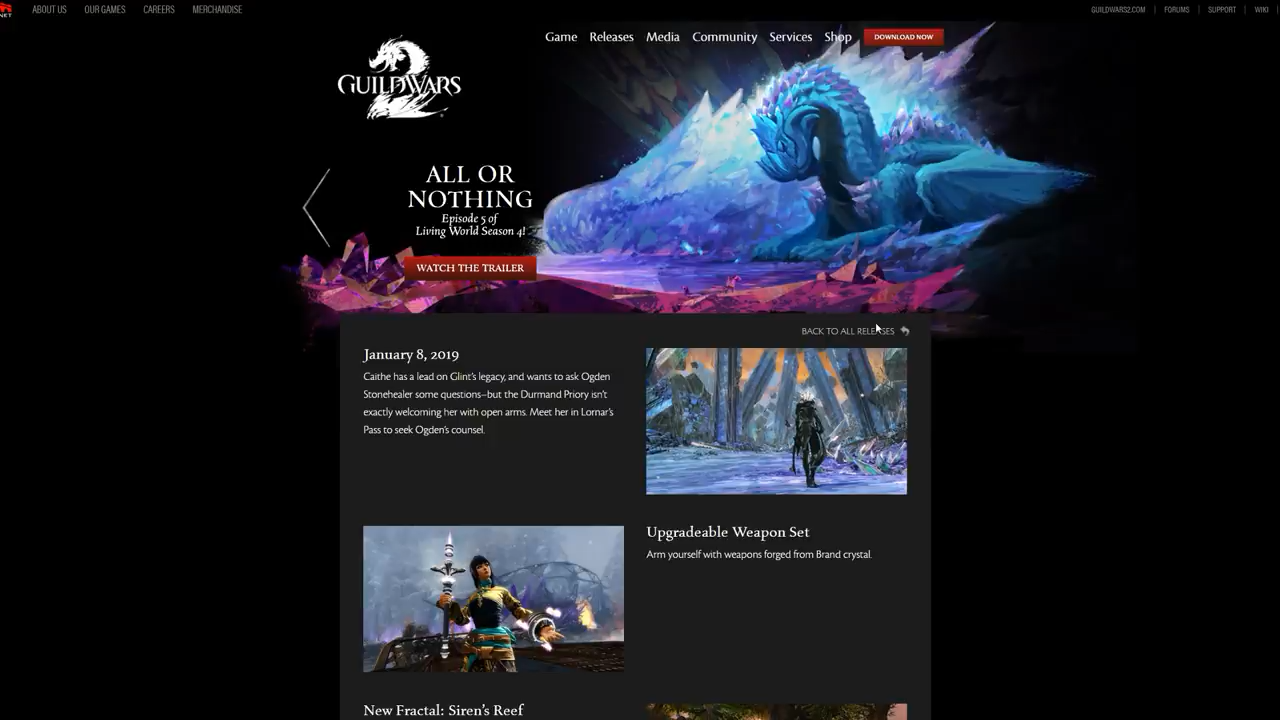 ABOUT US
OUR GAMES
CAREERS
MERCHANDISE
GUILDWARS2.COM
FORUMS
SUPPORT
WIKI
Game
Releases
Media
Community
Services
Shop
DOWNLOAD NOW
GUILD WARS
2
ALL OR
NOTHING
Episode 5 of
Living World Season 4!
WATCH THE TRAILER
BACK TO ALL RELEASES
January 8, 2019
Caithe has a lead on Glint's legacy, and wants to ask Ogden
Stonehealer some questions–but the Durmand Priory isn't
exactly welcoming her with open arms. Meet her in Lornar's
Pass to seek Ogden's counsel.
Upgradeable Weapon Set
Arm yourself with weapons forged from Brand crystal.
New Fractal: Siren's Reef